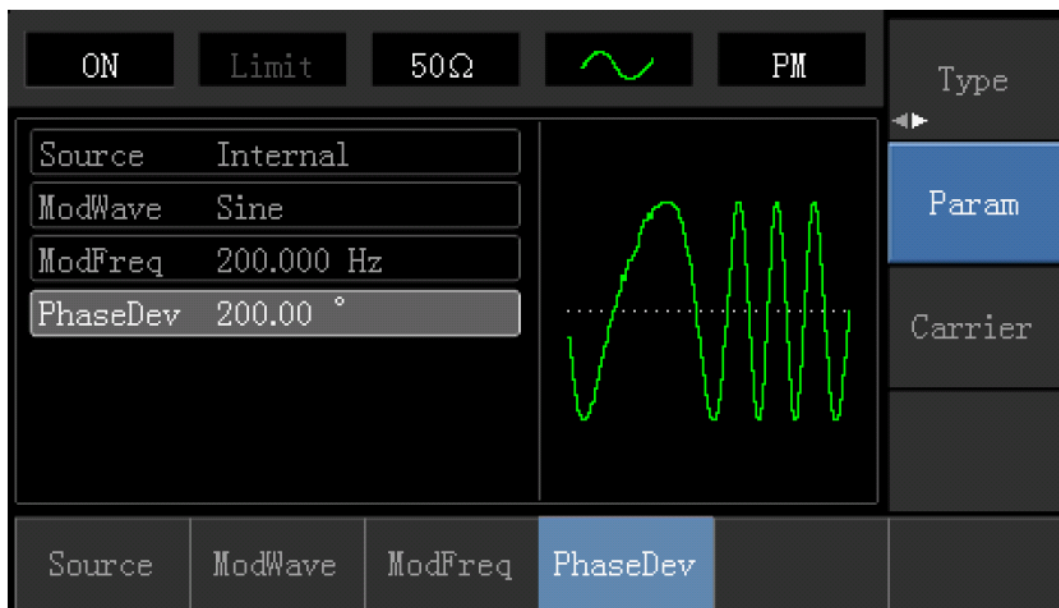 ON Limit 50Ω PM
Type
Source Internal
ModWave Sine
ModFreq 200.000 Hz
PhaseDev 200.00 °
Param
Carrier
Source ModWave ModFreq PhaseDev